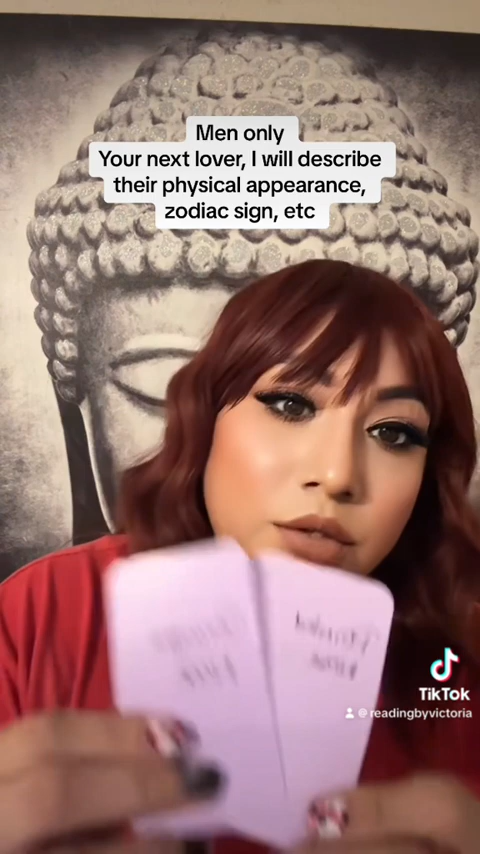 Men only
Your next lover, I will describe
their physical appearance,
zodiac sign, etc
TikTok
@readingbyvictoria